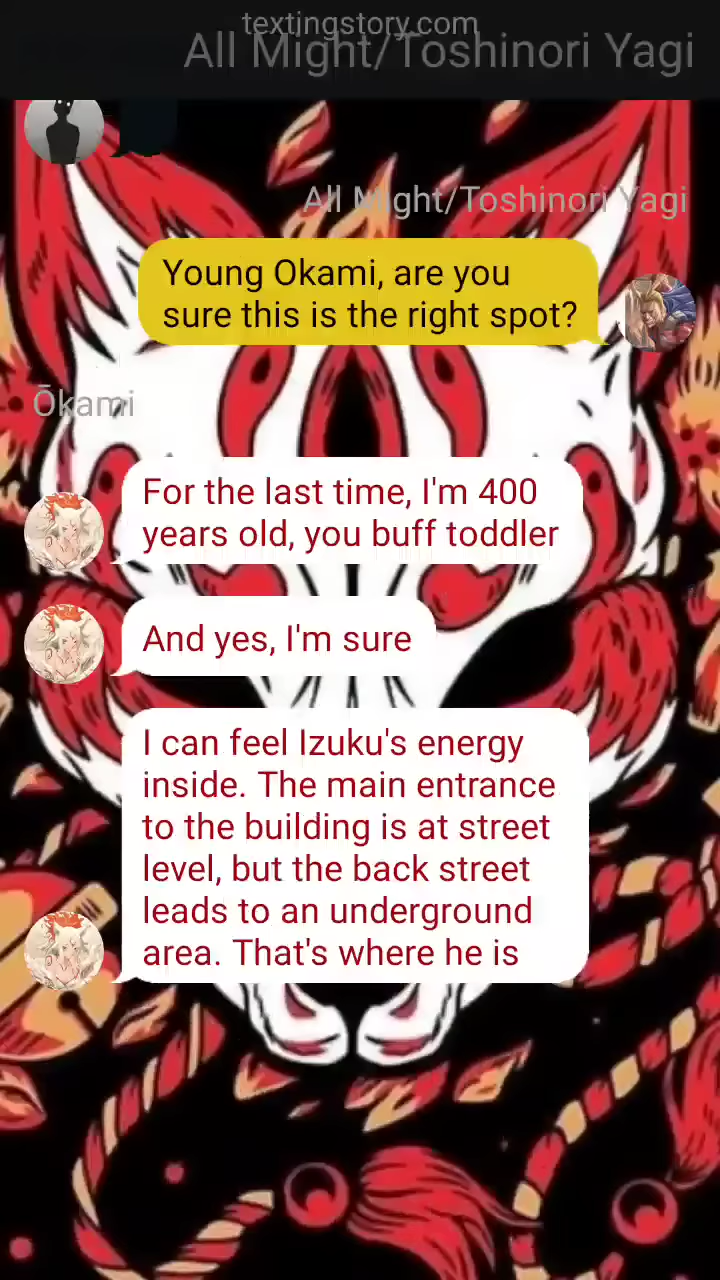 textingstory.com
All Might/Toshinori Yagi
All Might/Toshinori Yagi
Young Okami, are you
sure this is the right spot?
Ōkami
For the last time, I'm 400
years old, you buff toddler
And yes, I'm sure
I can feel Izuku's energy
inside. The main entrance
to the building is at street
level, but the back street
leads to an underground
area. That's where he is